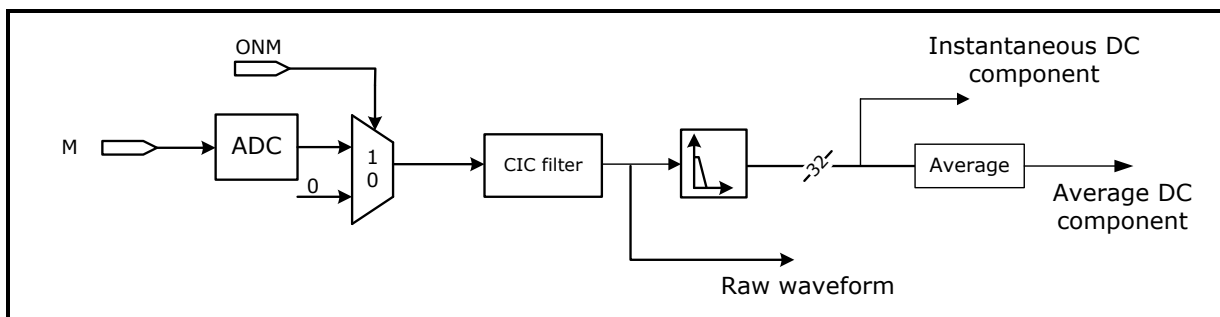 ONM
Instantaneous DC
component
M
ADC
1
0
0
CIC filter
32
Average
Average DC
component
Raw waveform